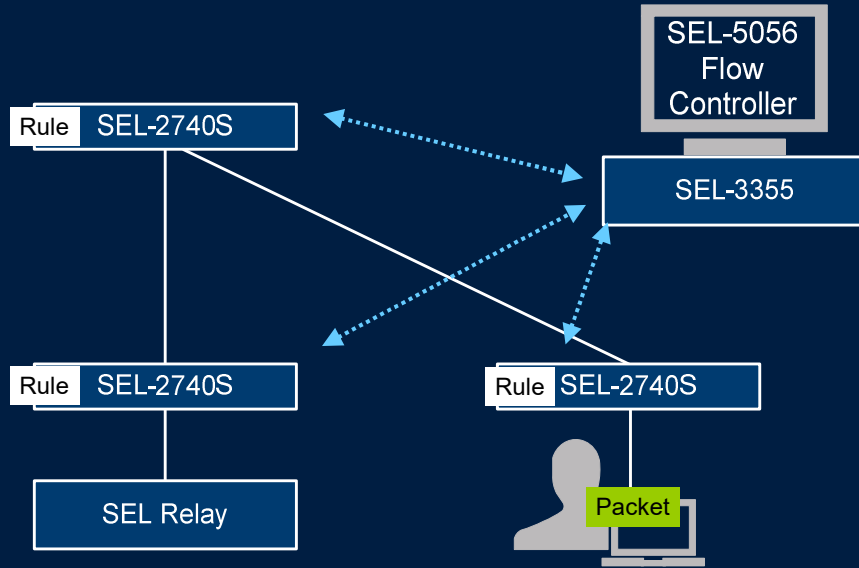 SEL-5056
Flow
Controller
Rule
SEL-2740S
SEL-3355
Rule
SEL-2740S
Rule
SEL-2740S
SEL Relay
Packet